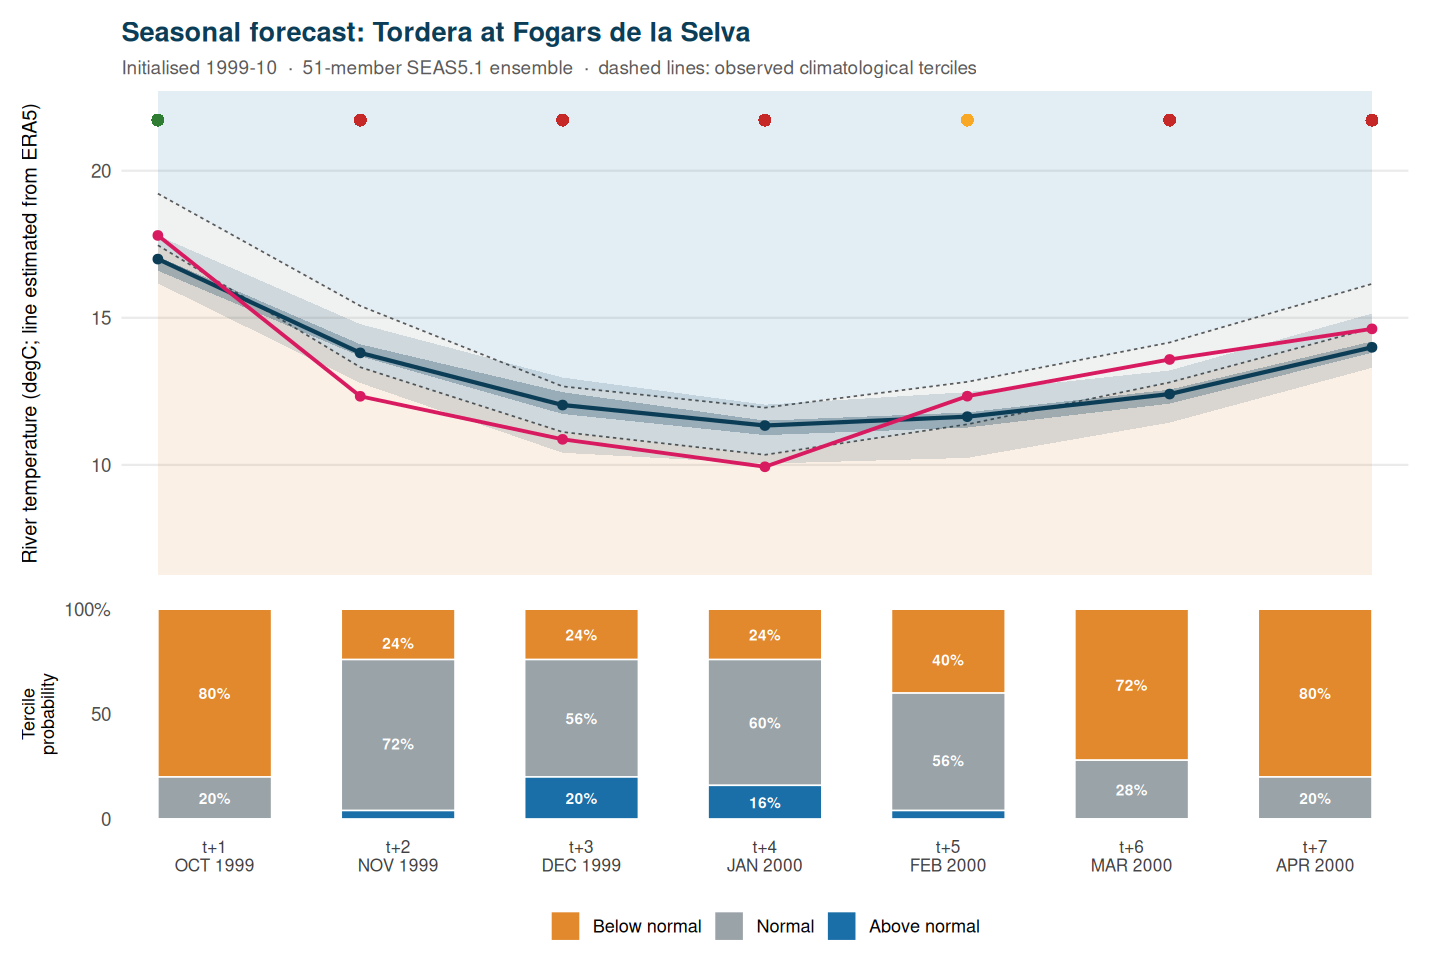 Seasonal forecast: Tordera at Fogars de la Selva
Initialised 1999-10 · 51-member SEAS5.1 ensemble · dashed lines: observed climatological terciles
River temperature (degC; line estimated from ERA5)
20
15
10
Tercile
probability
100%
50
0
80%
20%
24%
72%
24%
56%
20%
24%
60%
16%
40%
56%
72%
28%
80%
20%
t+1
OCT 1999
t+2
NOV 1999
t+3
DEC 1999
t+4
JAN 2000
t+5
FEB 2000
t+6
MAR 2000
t+7
APR 2000
Below normal
Normal
Above normal